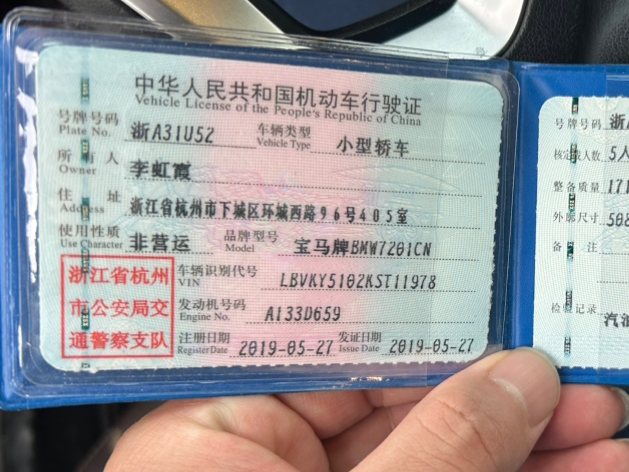 中华人民共和国机动车行驶证
Vehicle License of the People's Republic of China
号牌号码 浙A31U52 车辆类型 小型轿车
Plate No. Vehicle Type
所有人 李虹霞
Owner
住址 浙江省杭州市下城区环城西路96号405室
Address
使用性质 非营运 品牌型号 宝马牌BMW7201CN
Use Character Model
浙江省杭州
市公安局交
通警察支队
车辆识别代号 LBVKY5102KST11978
VIN
发动机号码 A133D659
Engine No.
注册日期 2019-05-27 发证日期 2019-05-27
Register Date Issue Date
号牌号码 浙
核定载人数 5人
整备质量 171
外廓尺寸 508
备注
检验记录
汽油